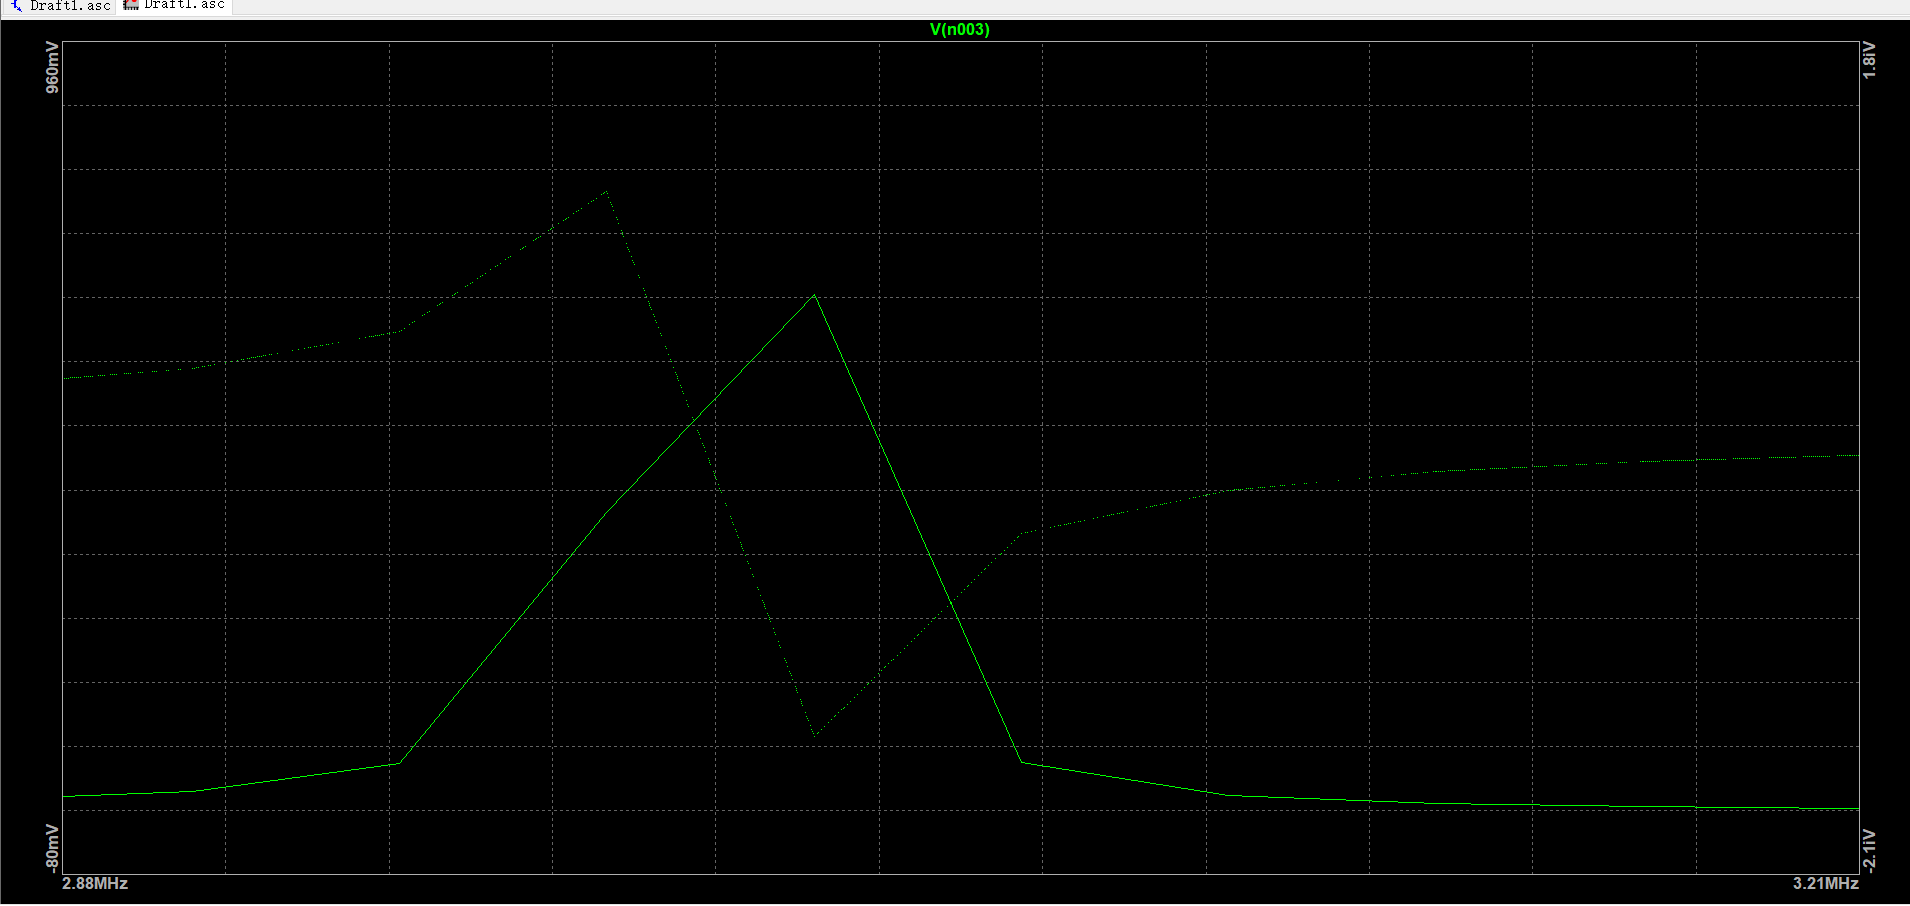 Draft1.asc Draft1.asc
V(n003)
960mV
1.8iV
-80mV
-2.1iV
2.88MHz
3.21MHz